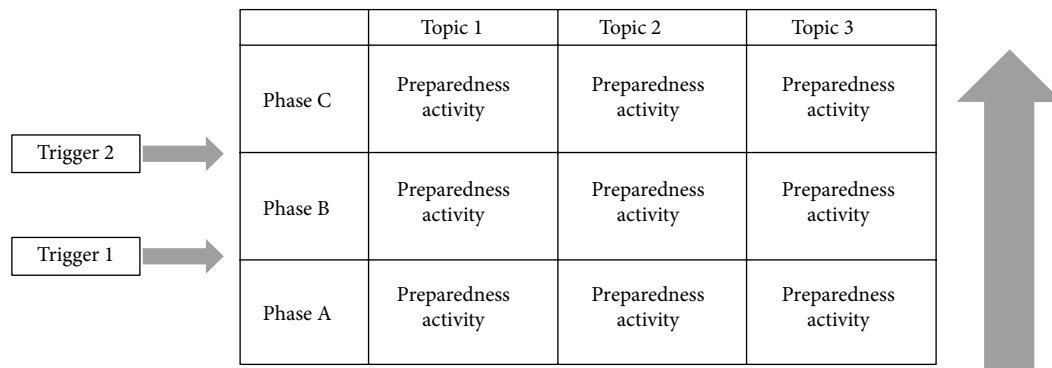 Topic 1 Topic 2 Topic 3
Phase C
Preparedness
activity
Preparedness
activity
Preparedness
activity
Trigger 2
Phase B
Preparedness
activity
Preparedness
activity
Preparedness
activity
Trigger 1
Phase A
Preparedness
activity
Preparedness
activity
Preparedness
activity